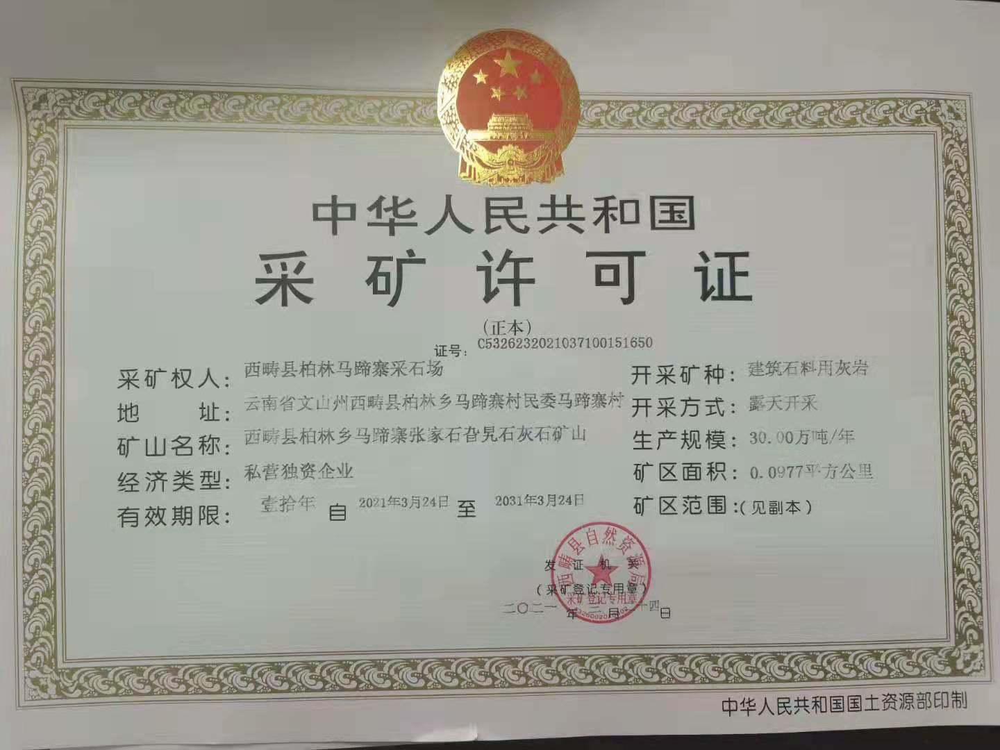 中华人民共和国
采矿许可证
(正本)
证号：C5326232021037100151650
采矿权人：西畴县柏林马蹄寨采石场
地址：云南省文山州西畴县柏林乡马蹄寨村民委马蹄寨村
矿山名称：西畴县柏林乡马蹄寨张家石旮旯石灰石矿山
经济类型：私营独资企业
有效期限：壹拾年 自 2021年3月24日 至 2031年3月24日
开采矿种：建筑石料用灰岩
开采方式：露天开采
生产规模：30.00万吨/年
矿区面积：0.0977平方公里
矿区范围：(见副本)
西畴县自然资源局
发证机关
(采矿登记专用章)
采矿登记专用章
二〇二一年三月二十四日
中华人民共和国国土资源部印制